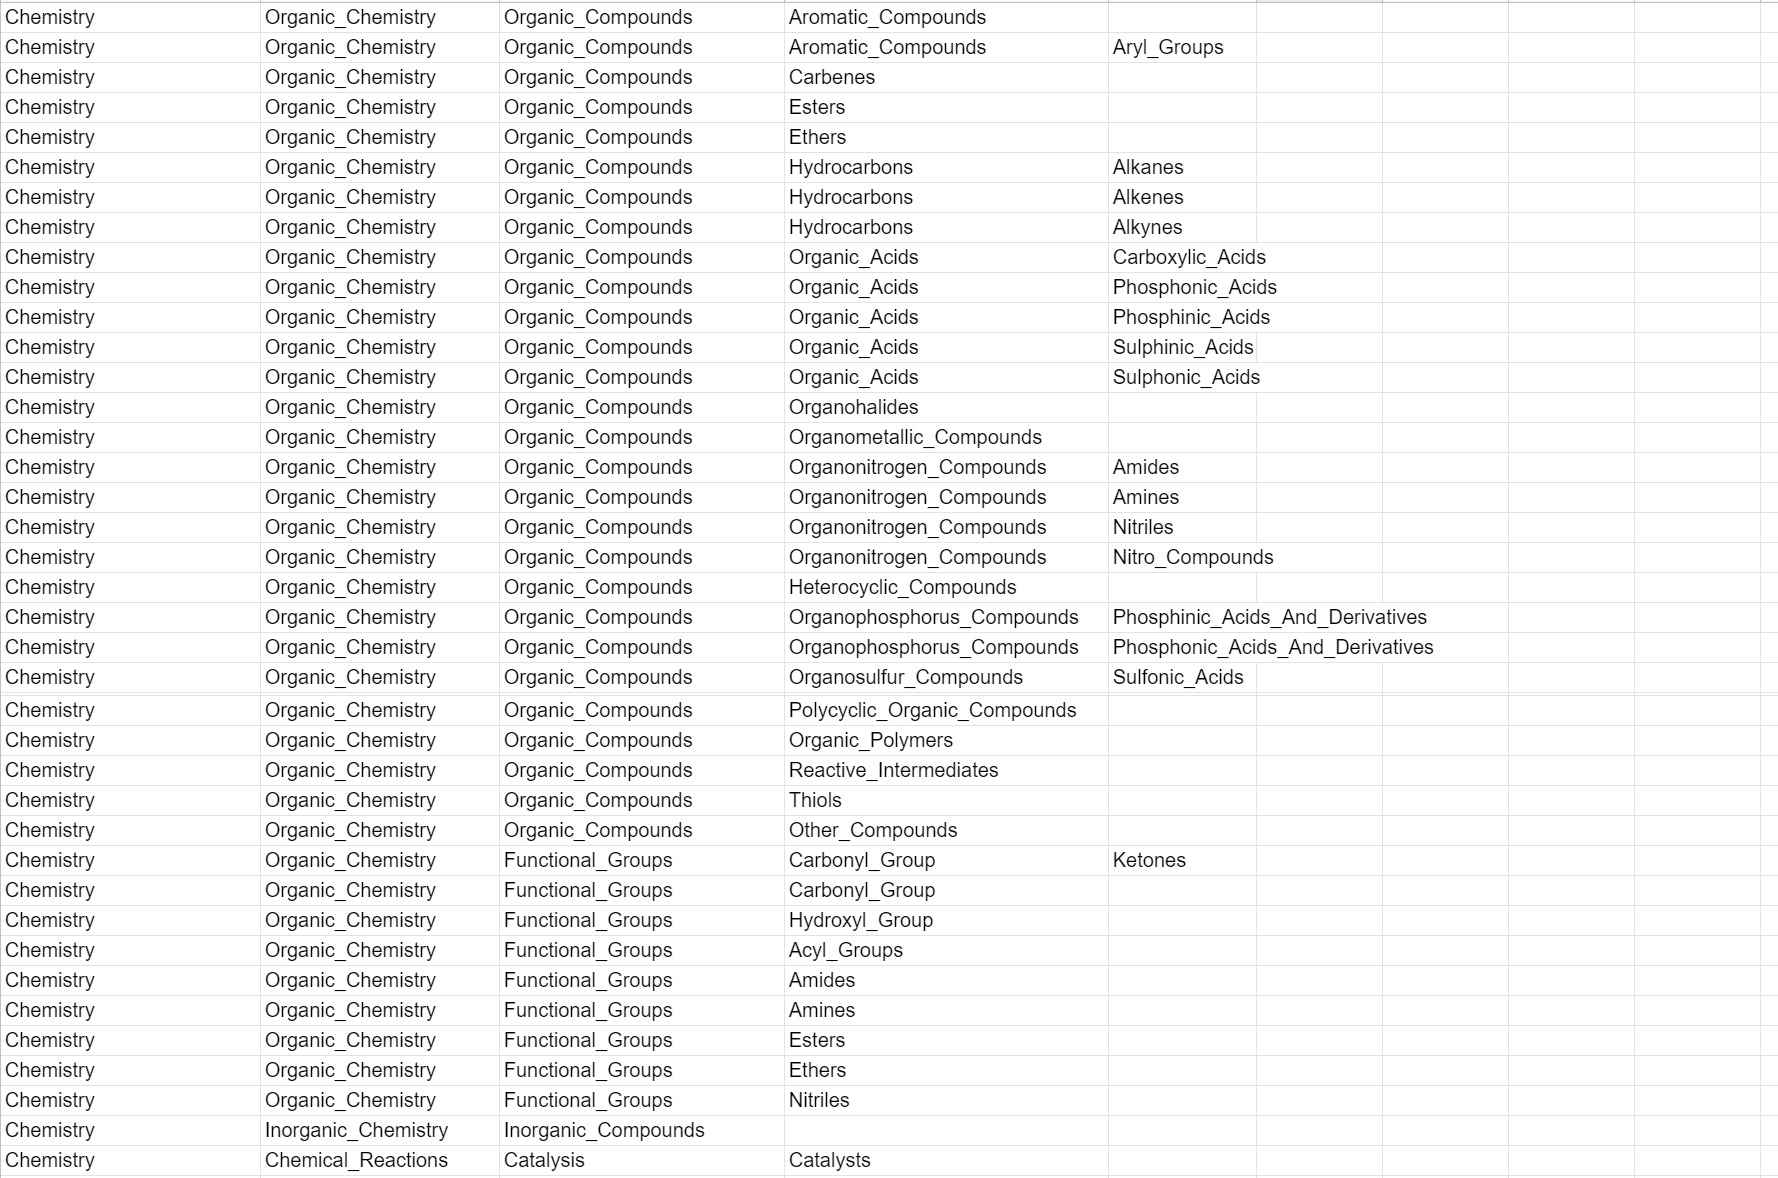 Chemistry Organic_Chemistry Organic_Compounds Aromatic_Compounds
Chemistry Organic_Chemistry Organic_Compounds Aromatic_Compounds Aryl_Groups
Chemistry Organic_Chemistry Organic_Compounds Carbenes
Chemistry Organic_Chemistry Organic_Compounds Esters
Chemistry Organic_Chemistry Organic_Compounds Ethers
Chemistry Organic_Chemistry Organic_Compounds Hydrocarbons Alkanes
Chemistry Organic_Chemistry Organic_Compounds Hydrocarbons Alkenes
Chemistry Organic_Chemistry Organic_Compounds Hydrocarbons Alkynes
Chemistry Organic_Chemistry Organic_Compounds Organic_Acids Carboxylic_Acids
Chemistry Organic_Chemistry Organic_Compounds Organic_Acids Phosphonic_Acids
Chemistry Organic_Chemistry Organic_Compounds Organic_Acids Phosphinic_Acids
Chemistry Organic_Chemistry Organic_Compounds Organic_Acids Sulphinic_Acids
Chemistry Organic_Chemistry Organic_Compounds Organic_Acids Sulphonic_Acids
Chemistry Organic_Chemistry Organic_Compounds Organohalides
Chemistry Organic_Chemistry Organic_Compounds Organometallic_Compounds
Chemistry Organic_Chemistry Organic_Compounds Organonitrogen_Compounds Amides
Chemistry Organic_Chemistry Organic_Compounds Organonitrogen_Compounds Amines
Chemistry Organic_Chemistry Organic_Compounds Organonitrogen_Compounds Nitriles
Chemistry Organic_Chemistry Organic_Compounds Organonitrogen_Compounds Nitro_Compounds
Chemistry Organic_Chemistry Organic_Compounds Heterocyclic_Compounds
Chemistry Organic_Chemistry Organic_Compounds Organophosphorus_Compounds Phosphinic_Acids_And_Derivatives
Chemistry Organic_Chemistry Organic_Compounds Organophosphorus_Compounds Phosphonic_Acids_And_Derivatives
Chemistry Organic_Chemistry Organic_Compounds Organosulfur_Compounds Sulfonic_Acids
Chemistry Organic_Chemistry Organic_Compounds Polycyclic_Organic_Compounds
Chemistry Organic_Chemistry Organic_Compounds Organic_Polymers
Chemistry Organic_Chemistry Organic_Compounds Reactive_Intermediates
Chemistry Organic_Chemistry Organic_Compounds Thiols
Chemistry Organic_Chemistry Organic_Compounds Other_Compounds
Chemistry Organic_Chemistry Functional_Groups Carbonyl_Group Ketones
Chemistry Organic_Chemistry Functional_Groups Carbonyl_Group
Chemistry Organic_Chemistry Functional_Groups Hydroxyl_Group
Chemistry Organic_Chemistry Functional_Groups Acyl_Groups
Chemistry Organic_Chemistry Functional_Groups Amides
Chemistry Organic_Chemistry Functional_Groups Amines
Chemistry Organic_Chemistry Functional_Groups Esters
Chemistry Organic_Chemistry Functional_Groups Ethers
Chemistry Organic_Chemistry Functional_Groups Nitriles
Chemistry Inorganic_Chemistry Inorganic_Compounds
Chemistry Chemical_Reactions Catalysis Catalysts